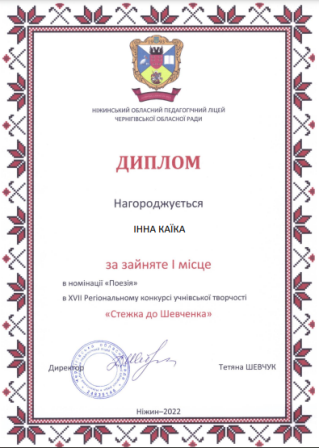 НІЖИНСЬКИЙ ОБЛАСНИЙ ПЕДАГОГІЧНИЙ ЛІЦЕЙ
ЧЕРНІГІВСЬКОЇ ОБЛАСНОЇ РАДИ
ДИПЛОМ
Нагороджується
ІННА КАЇКА
за зайняте І місце
в номінації «Поезія»
в XVII Регіональному конкурсі учнівської творчості
«Стежка до Шевченка»
Директор
Тетяна ШЕВЧУК
Ніжин–2022